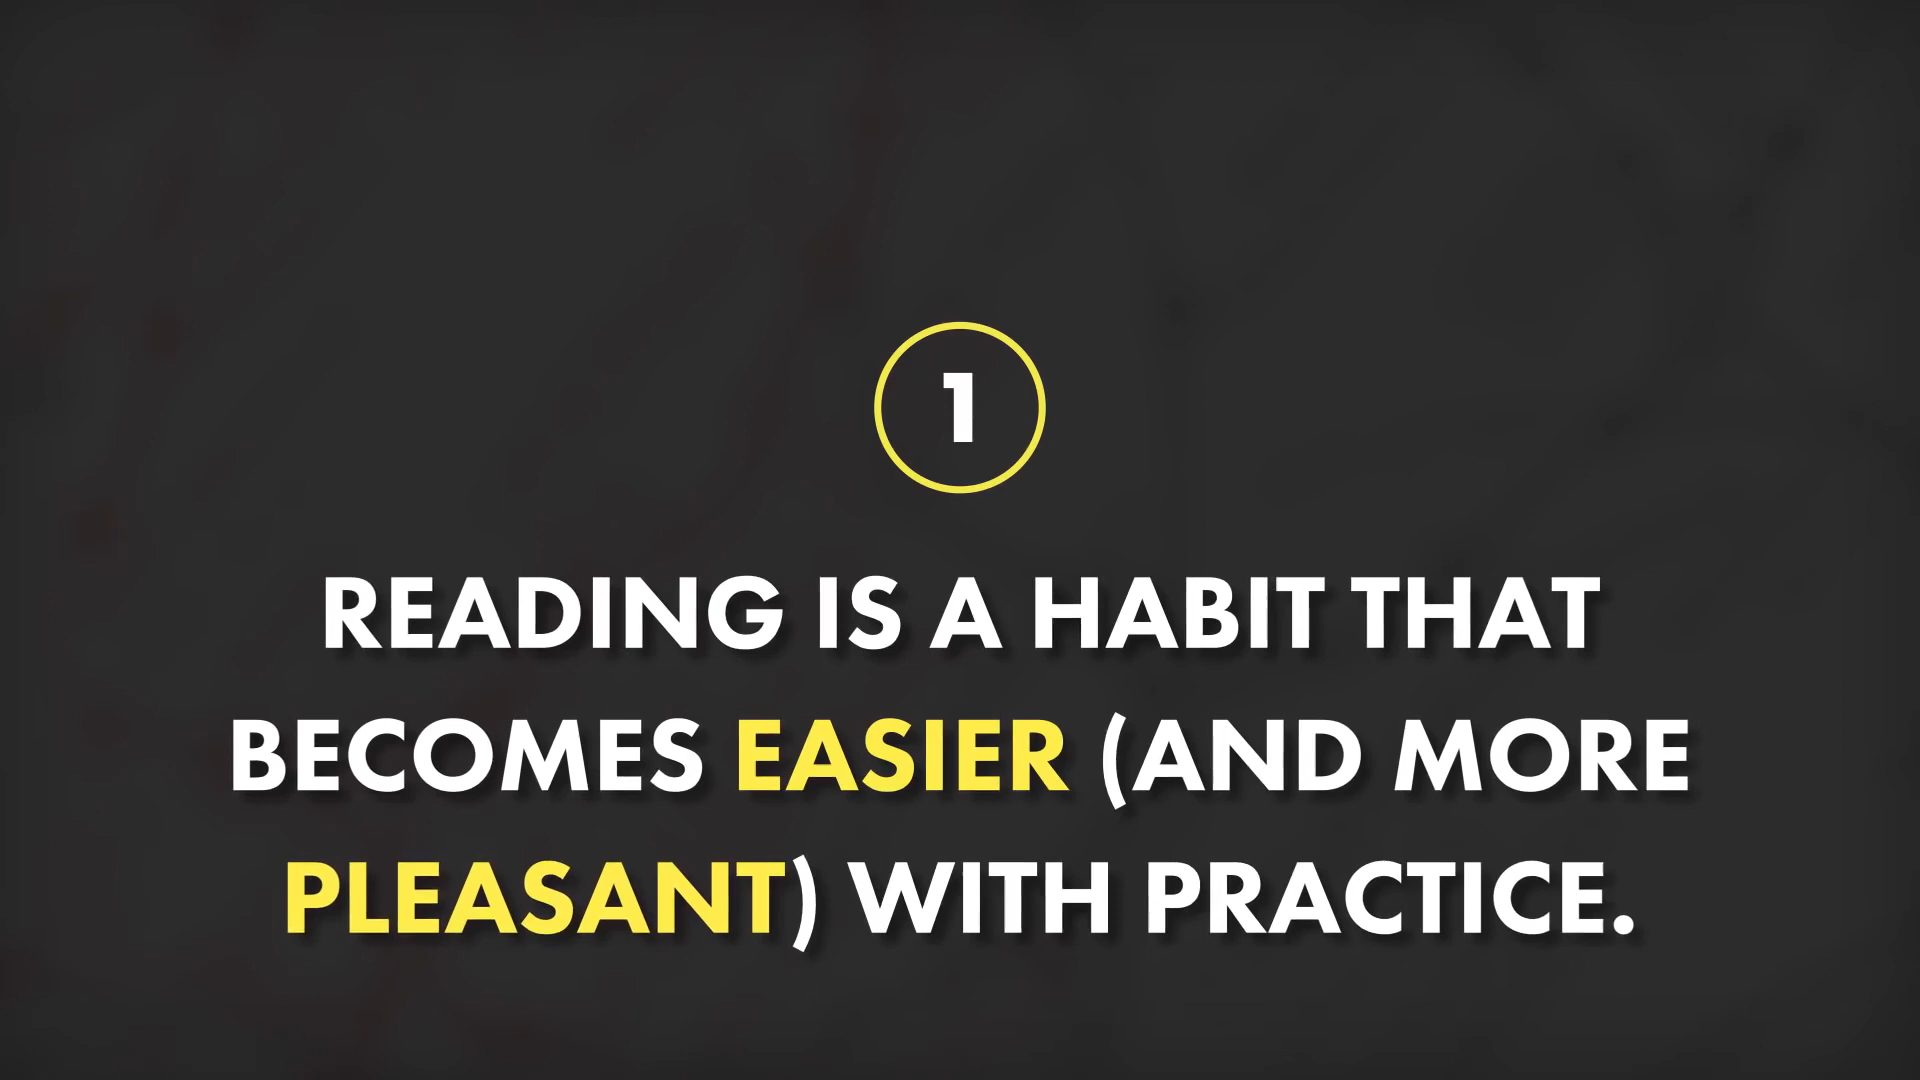 1
READING IS A HABIT THAT
BECOMES EASIER (AND MORE
PLEASANT) WITH PRACTICE.